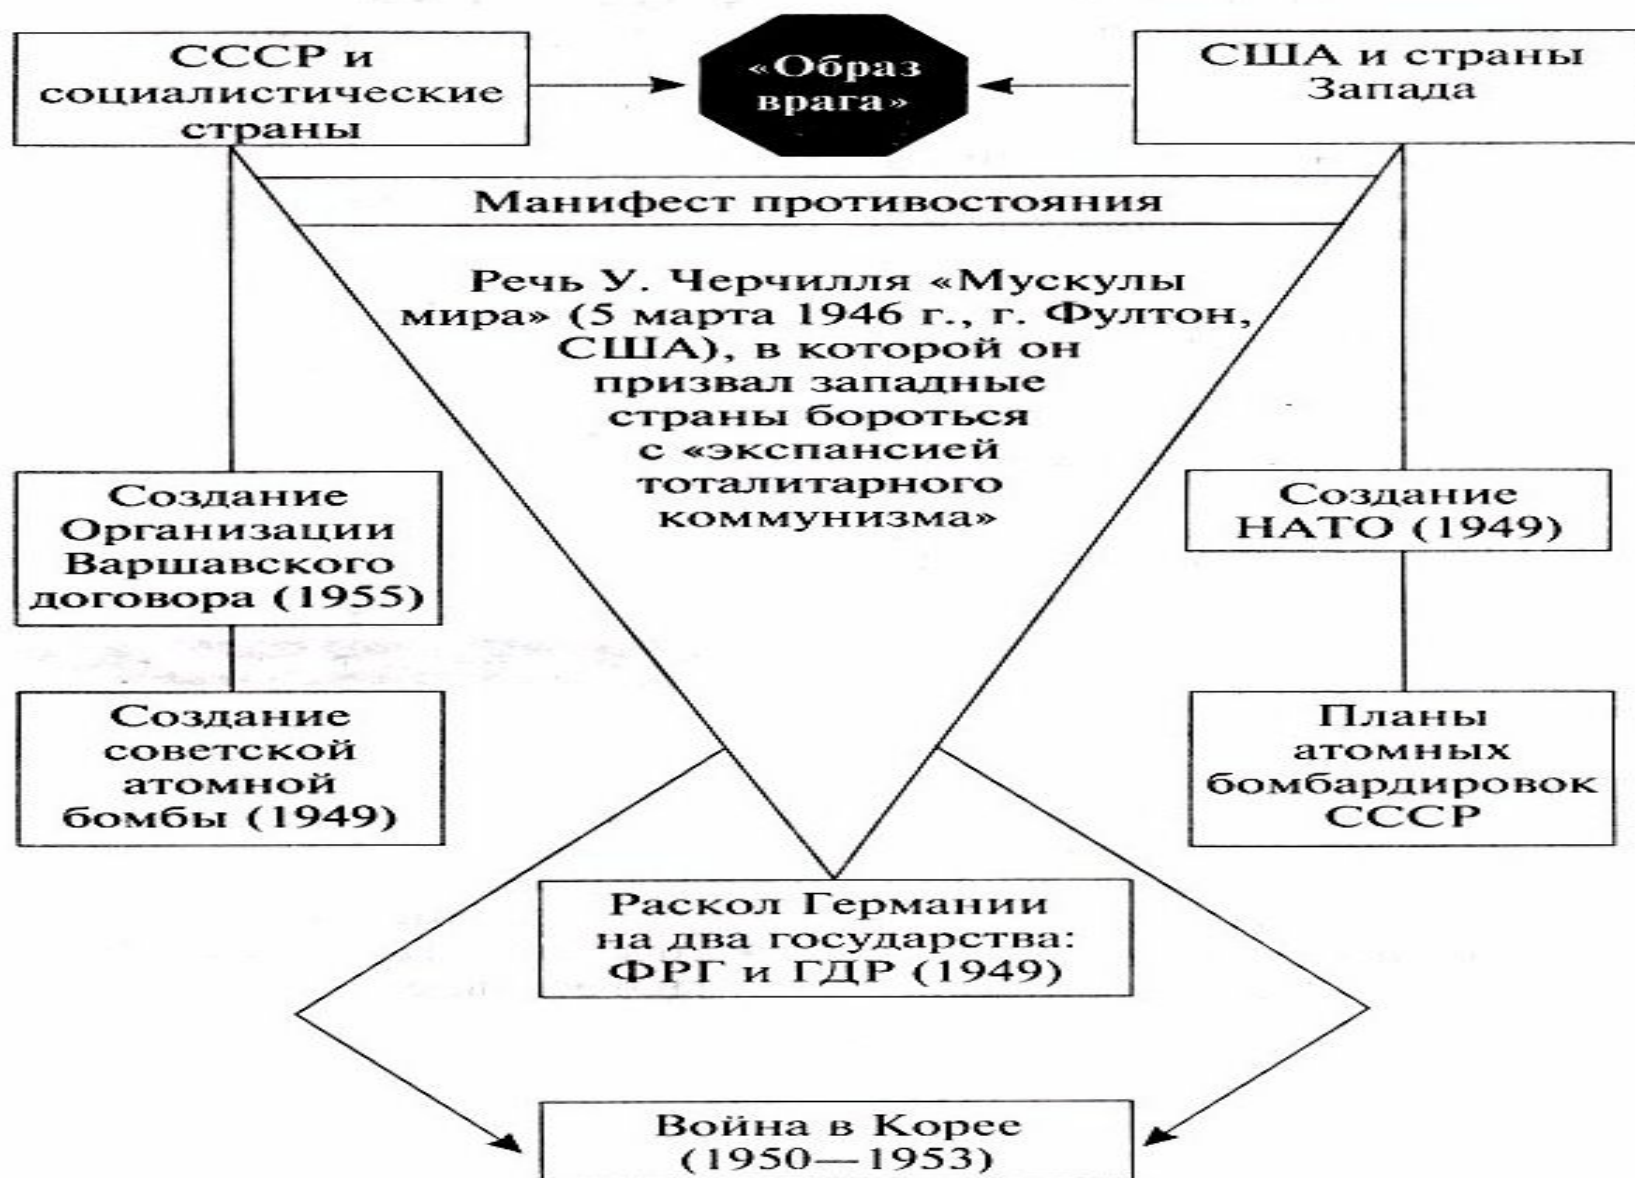 СССР и
социалистические
страны
«Образ
врага»
США и страны
Запада
Манифест противостояния
Речь У. Черчилля «Мускулы
мира» (5 марта 1946 г., г. Фултон,
США), в которой он
призвал западные
страны бороться
с «экспансией
тоталитарного
коммунизма»
Создание
Организации
Варшавского
договора (1955)
Создание
НАТО (1949)
Создание
советской
атомной
бомбы (1949)
Планы
атомных
бомбардировок
СССР
Раскол Германии
на два государства:
ФРГ и ГДР (1949)
Война в Корее
(1950—1953)